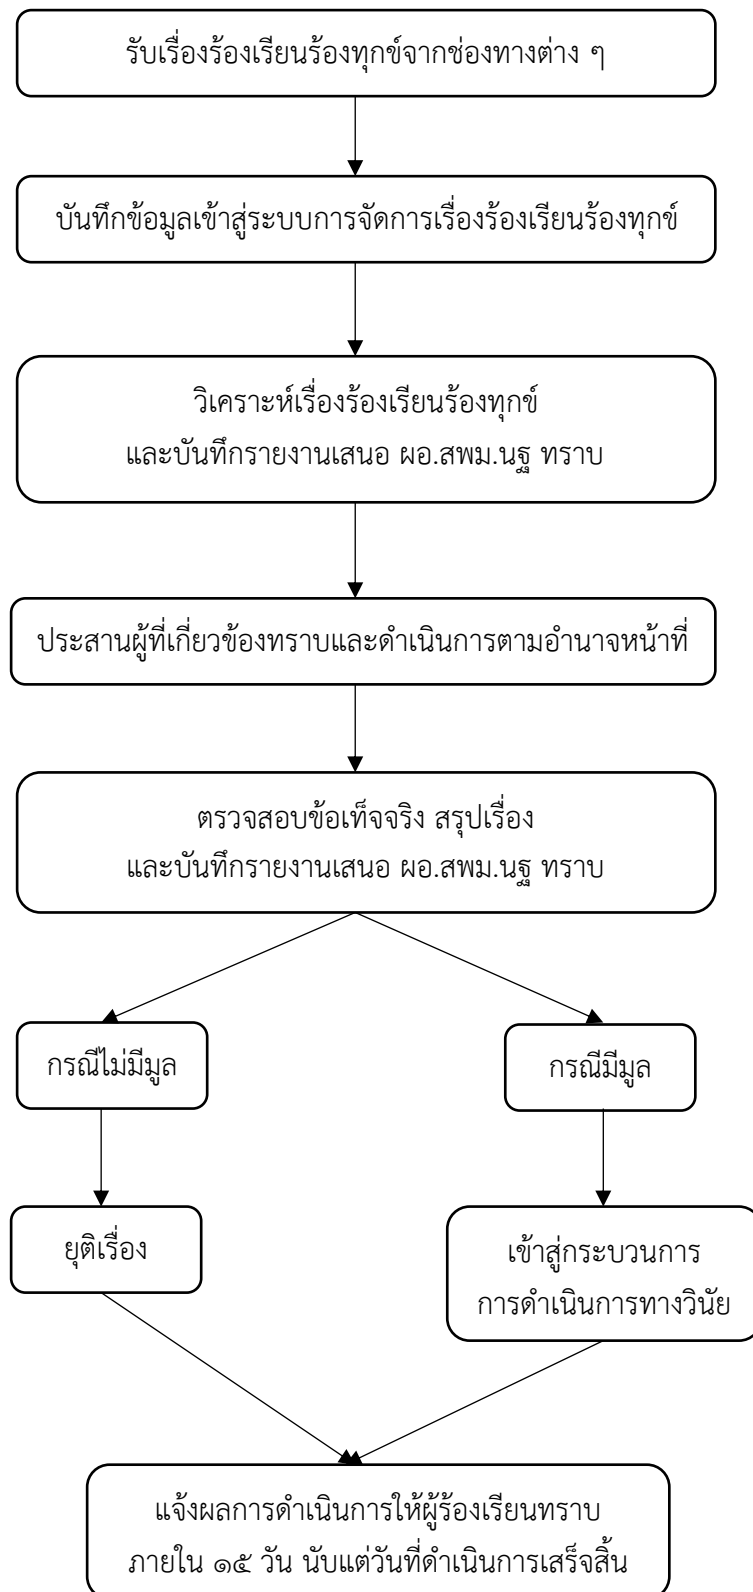 รับเรื่องร้องเรียนร้องทุกข์จากช่องทางต่าง ๆ
บันทึกข้อมูลเข้าสู่ระบบการจัดการเรื่องร้องเรียนร้องทุกข์
วิเคราะห์เรื่องร้องเรียนร้องทุกข์
และบันทึกรายงานเสนอ ผอ.สพม.นฐ ทราบ
ประสานผู้ที่เกี่ยวข้องทราบและดำเนินการตามอำนาจหน้าที่
ตรวจสอบข้อเท็จจริง สรุปเรื่อง
และบันทึกรายงานเสนอ ผอ.สพม.นฐ ทราบ
กรณีไม่มีมูล
กรณีมีมูล
ยุติเรื่อง
เข้าสู่กระบวนการ
การดำเนินการทางวินัย
แจ้งผลการดำเนินการให้ผู้ร้องเรียนทราบ
ภายใน ๑๕ วัน นับแต่วันที่ดำเนินการเสร็จสิ้น